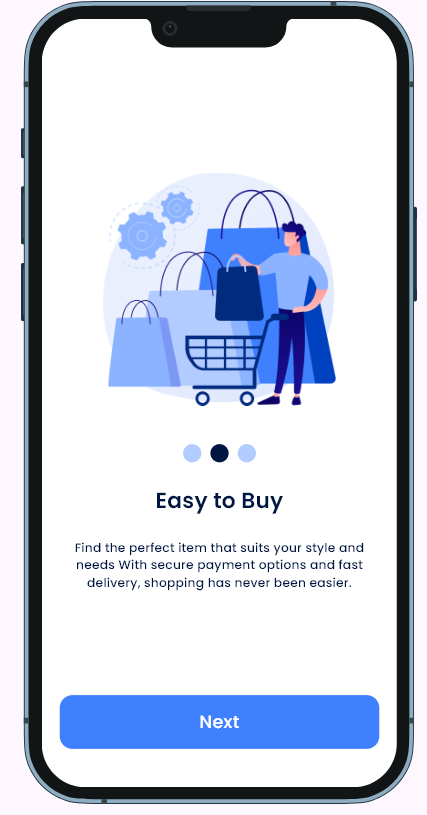 Easy to Buy
Find the perfect item that suits your style and
needs With secure payment options and fast
delivery, shopping has never been easier.
Next